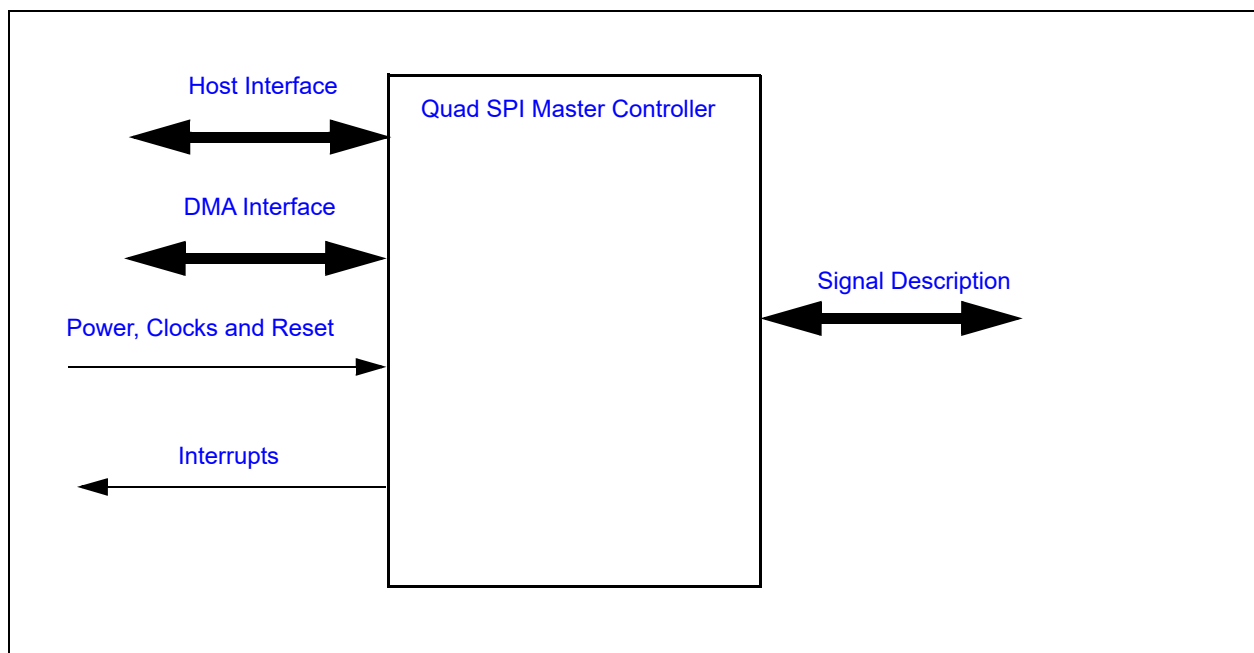 Host Interface
Quad SPI Master Controller
DMA Interface
Signal Description
Power, Clocks and Reset
Interrupts